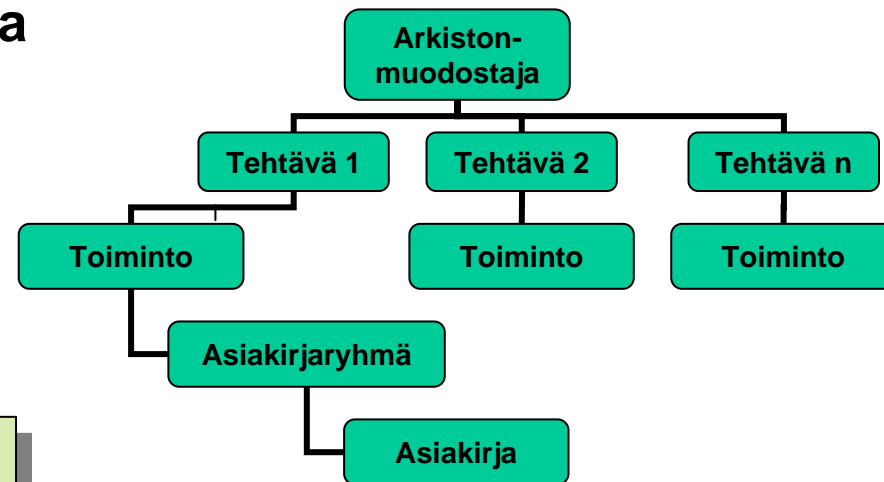 a
Arkiston-
muodostaja
Tehtävä 1
Tehtävä 2
Tehtävä n
Toiminto
Toiminto
Toiminto
Asiakirjaryhmä
Asiakirja